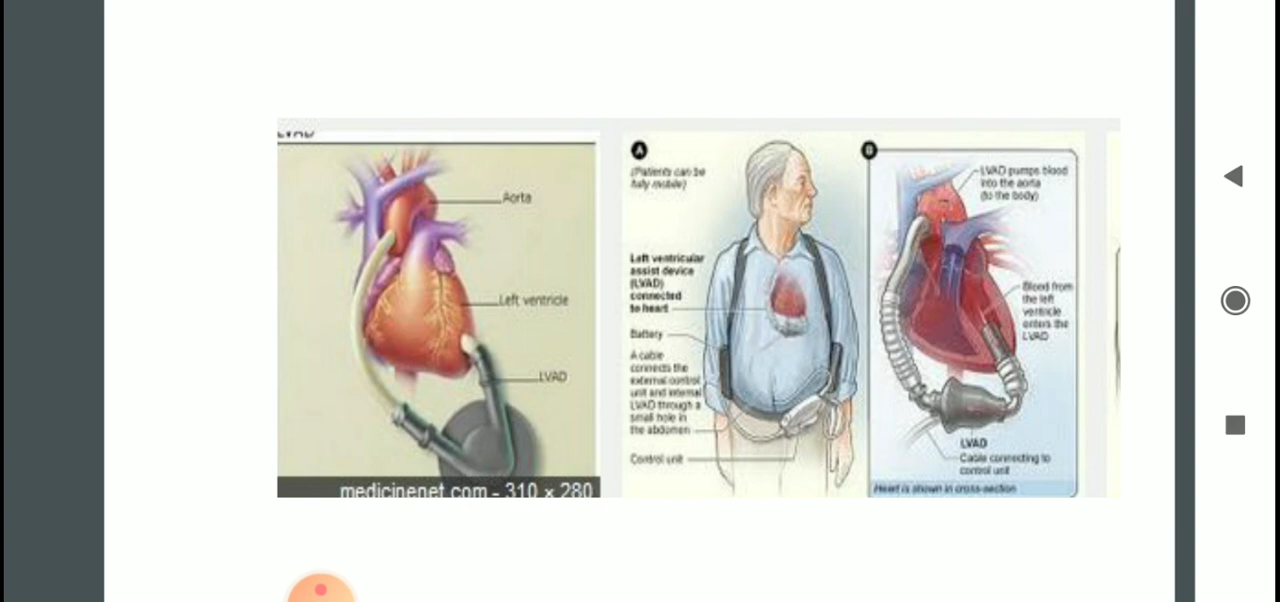 LVAD
Aorta
Left ventricle
LVAD
medicinenet.com - 310 × 280
A
(Patients can be
fully mobile)
Left ventricular
assist device
(LVAD)
connected
to heart
Battery
A cable
connects the
external control
unit and internal
LVAD through a
small hole in
the abdomen
Control unit
B
LVAD pumps blood
into the aorta
(to the body)
Blood from
the left
ventricle
enters the
LVAD
LVAD
Cable connecting to
control unit
Heart is shown in cross-section